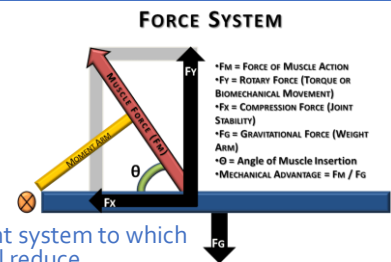 FORCE SYSTEM
FY
MUSCLE FORCE (FM)
MOMENT ARM
θ
FX
FG
•FM = FORCE OF MUSCLE ACTION
•FY = ROTARY FORCE (TORQUE OR
BIOMECHANICAL MOVEMENT)
•FX = COMPRESSION FORCE (JOINT
STABILITY)
•FG = GRAVITATIONAL FORCE (WEIGHT
ARM)
•Θ = ANGLE OF MUSCLE INSERTION
•MECHANICAL ADVANTAGE = FM / FG
nt system to which
reduce